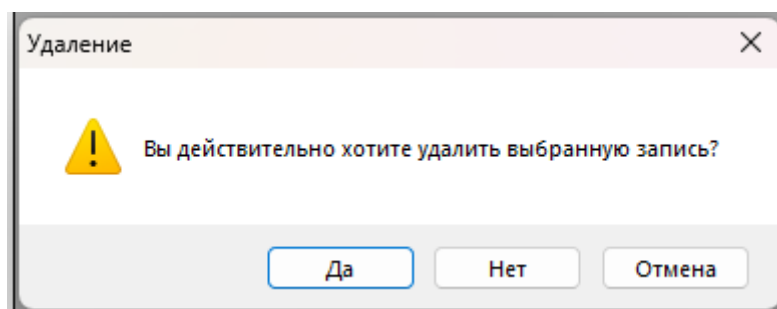 Удаление
Вы действительно хотите удалить выбранную запись?
Да
Нет
Отмена